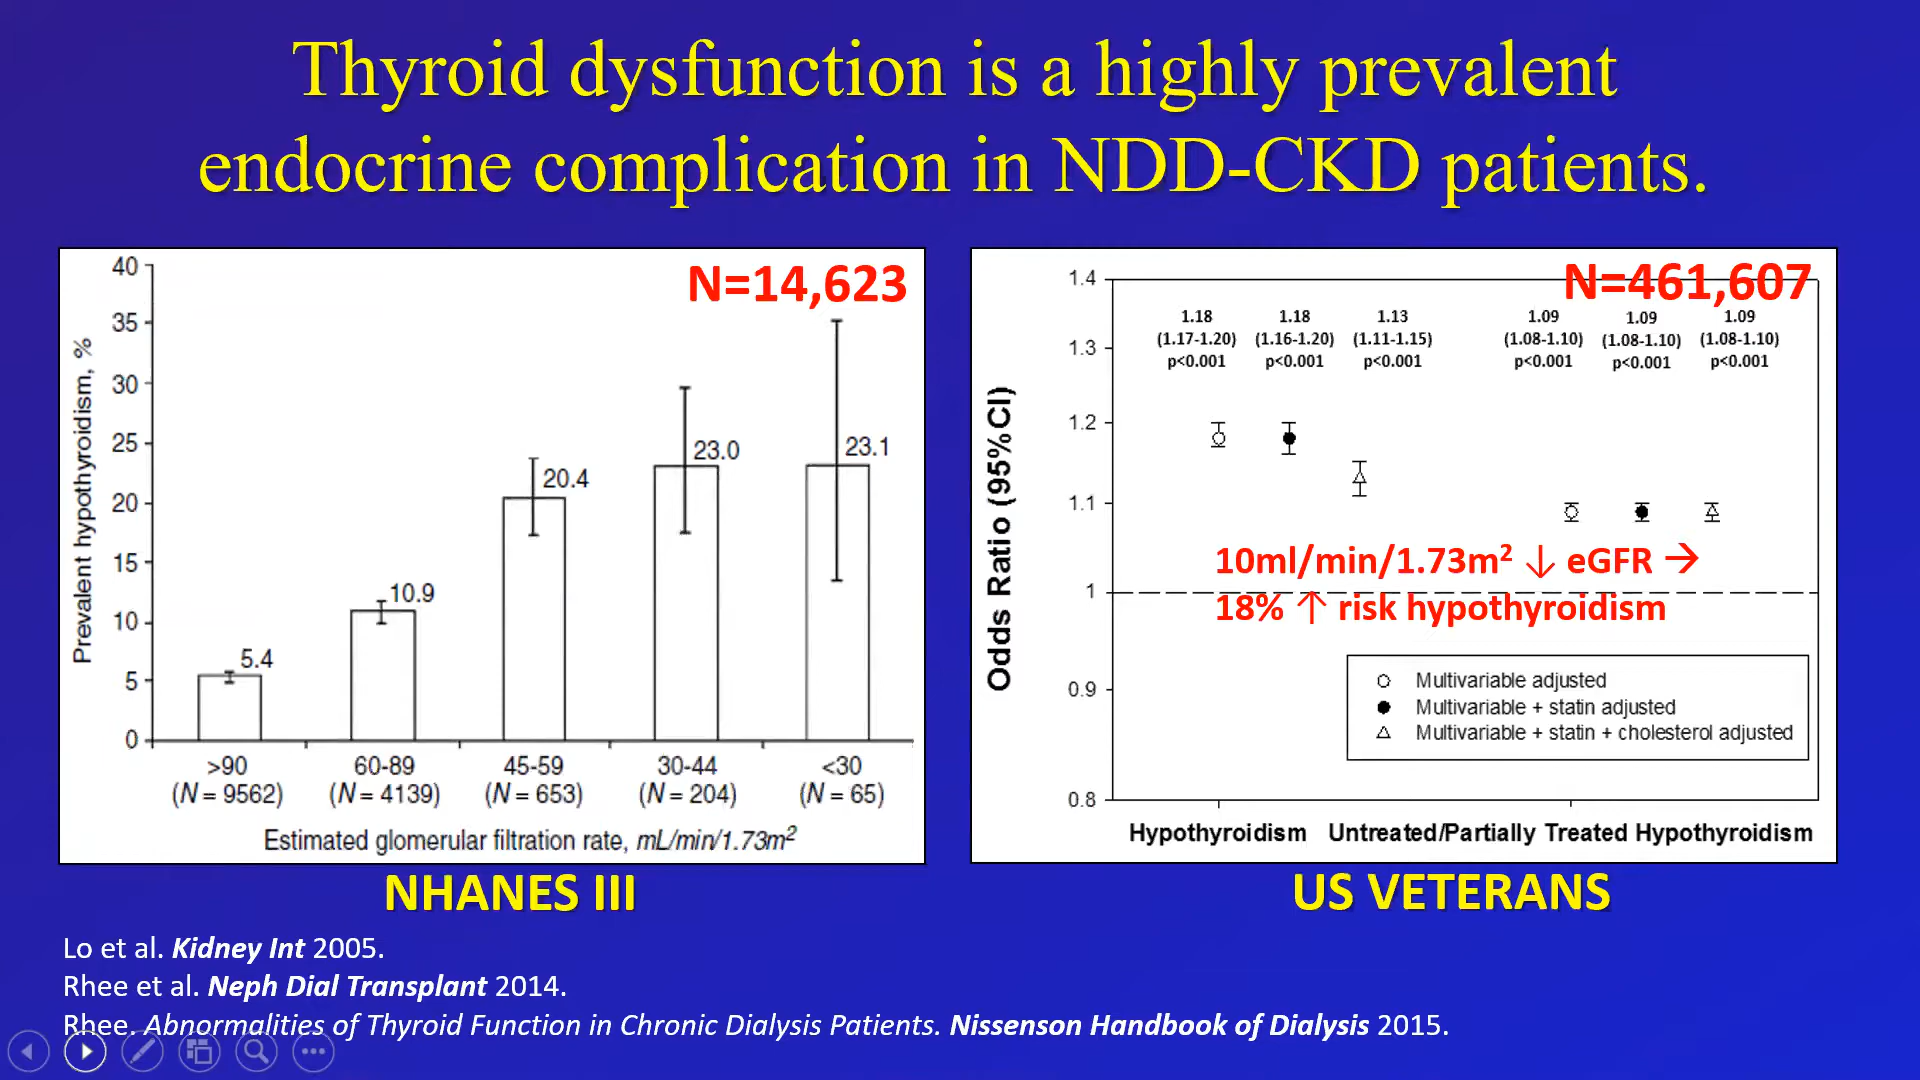 Thyroid dysfunction is a highly prevalent
endocrine complication in NDD-CKD patients.
N=14,623
Prevalent hypothyroidism, %
40
35
30
25
20
15
10
5
0
5.4
10.9
20.4
23.0
23.1
>90 60-89 45-59 30-44 <30
(N = 9562) (N = 4139) (N = 653) (N = 204) (N = 65)
Estimated glomerular filtration rate, mL/min/1.73m²
NHANES III
N=461,607
Odds Ratio (95%CI)
1.4
1.3
1.2
1.1
1
0.9
0.8
1.18 1.18 1.13 1.09 1.09 1.09
(1.17-1.20) (1.16-1.20) (1.11-1.15) (1.08-1.10) (1.08-1.10) (1.08-1.10)
p<0.001 p<0.001 p<0.001 p<0.001 p<0.001 p<0.001
10ml/min/1.73m² ↓ eGFR →
18% ↑ risk hypothyroidism
Multivariable adjusted
Multivariable + statin adjusted
Multivariable + statin + cholesterol adjusted
Hypothyroidism Untreated/Partially Treated Hypothyroidism
US VETERANS
Lo et al. Kidney Int 2005.
Rhee et al. Neph Dial Transplant 2014.
Rhee. Abnormalities of Thyroid Function in Chronic Dialysis Patients. Nissenson Handbook of Dialysis 2015.